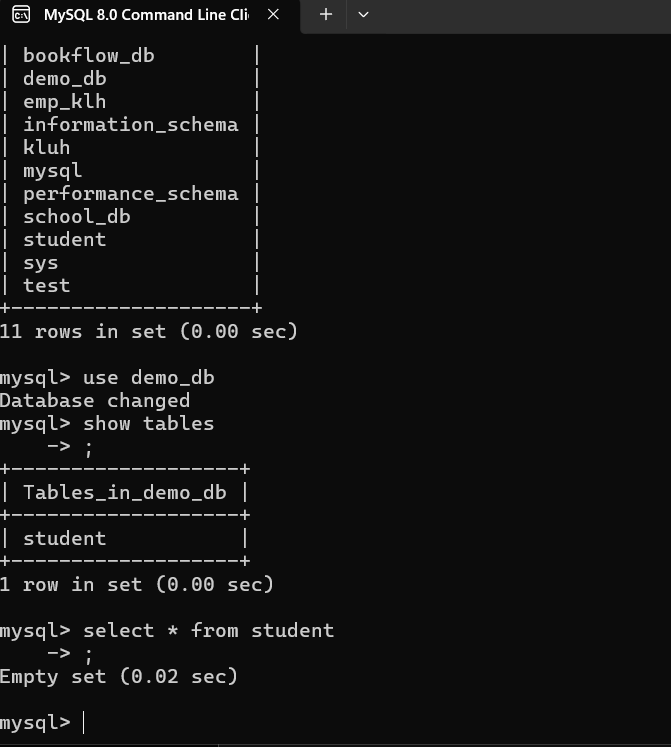 MySQL 8.0 Command Line Cli
| bookflow_db        |
| demo_db            |
| emp_klh            |
| information_schema |
| kluh               |
| mysql              |
| performance_schema |
| school_db          |
| student            |
| sys                |
| test               |
+--------------------+
11 rows in set (0.00 sec)
mysql> use demo_db
Database changed
mysql> show tables
    -> ;
+-------------------+
| Tables_in_demo_db |
+-------------------+
| student           |
+-------------------+
1 row in set (0.00 sec)
mysql> select * from student
    -> ;
Empty set (0.02 sec)
mysql>